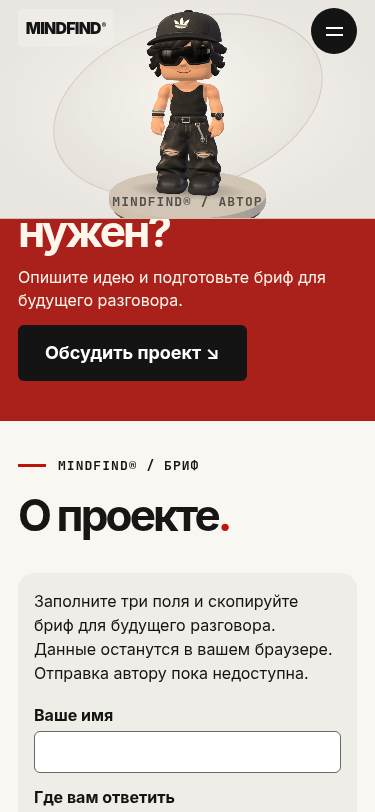 MINDFIND®
MINDFIND® / АВТОР
нужен?
Опишите идею и подготовьте бриф для
будущего разговора.
Обсудить проект ↘
MINDFIND® / БРИФ
О проекте.
Заполните три поля и скопируйте
бриф для будущего разговора.
Данные останутся в вашем браузере.
Отправка автору пока недоступна.
Ваше имя
Где вам ответить